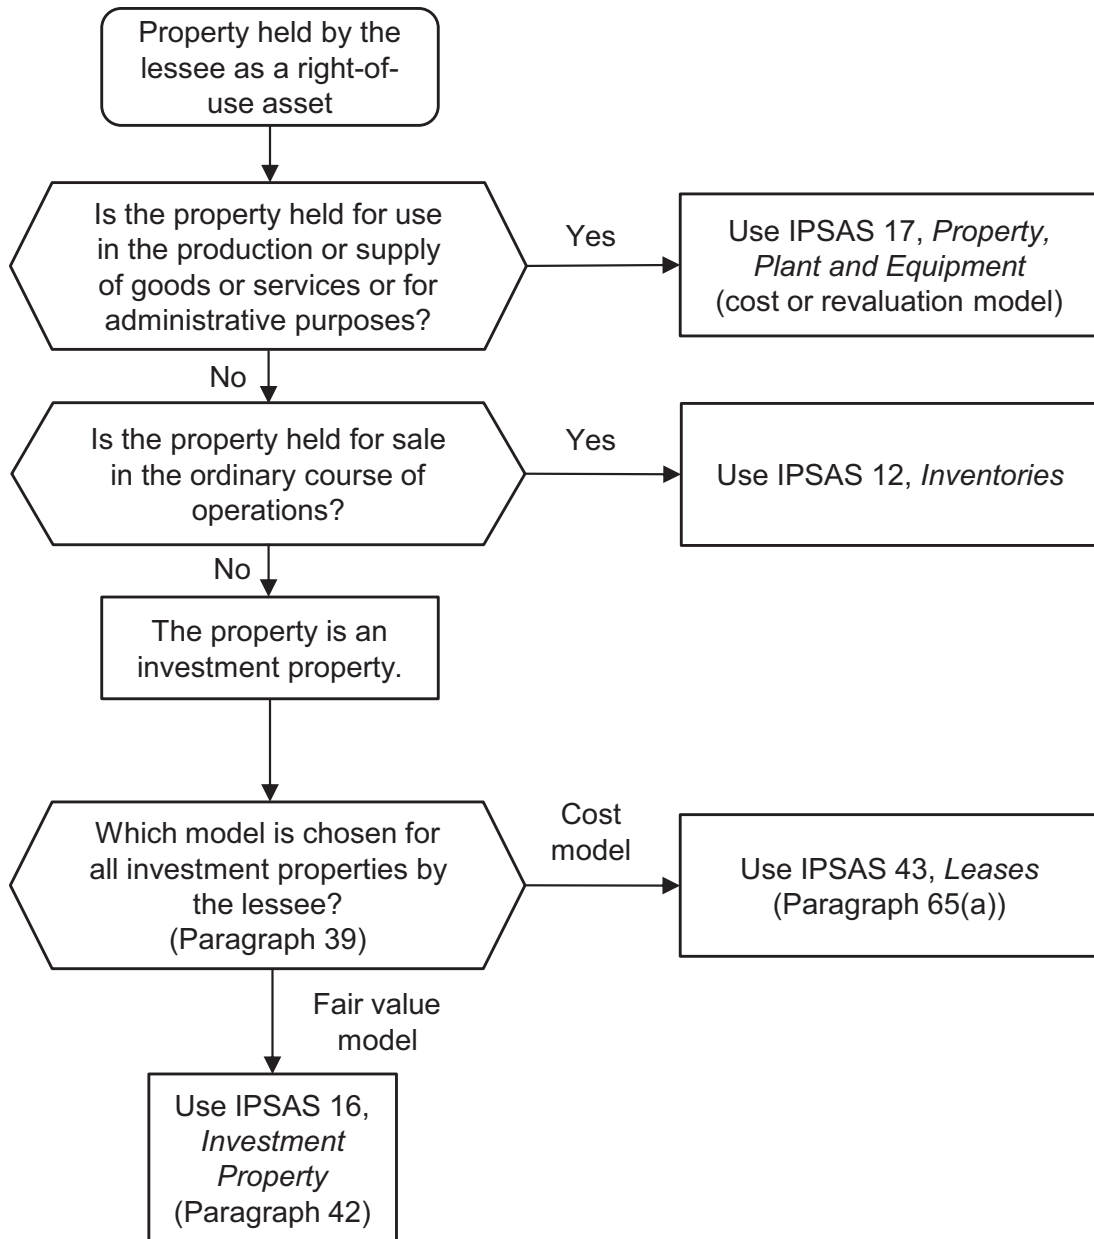 Property held by the
lessee as a right-of-
use asset
Is the property held for use
in the production or supply
of goods or services or for
administrative purposes?
Yes
Use IPSAS 17, Property,
Plant and Equipment
(cost or revaluation model)
No
Is the property held for sale
in the ordinary course of
operations?
Yes
Use IPSAS 12, Inventories
No
The property is an
investment property.
Which model is chosen for
all investment properties by
the lessee?
(Paragraph 39)
Cost
model
Use IPSAS 43, Leases
(Paragraph 65(a))
Fair value
model
Use IPSAS 16,
Investment
Property
(Paragraph 42)